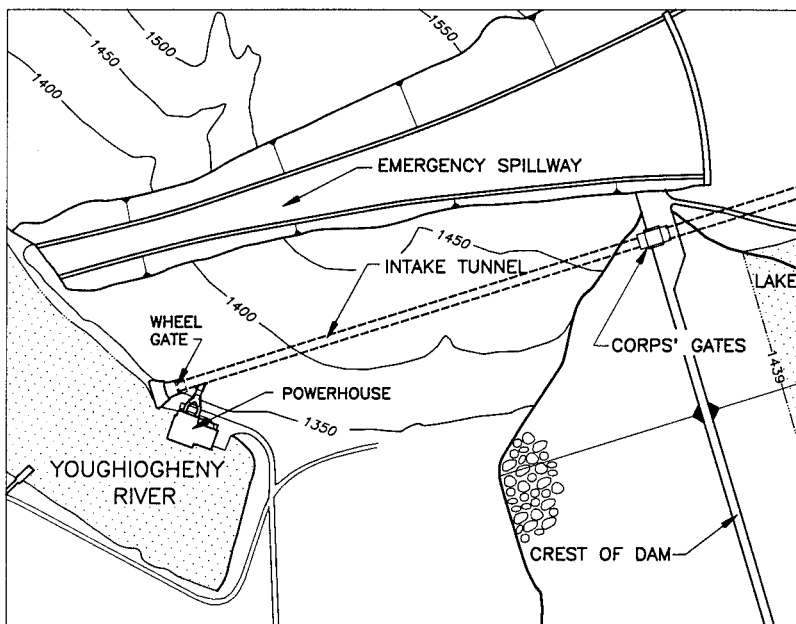 1500
1550
1450
1400
EMERGENCY SPILLWAY
1450
INTAKE TUNNEL
LAKE
1400
WHEEL
GATE
CORPS' GATES
1439
POWERHOUSE
1350
YOUGHIOGHENY
RIVER
CREST OF DAM